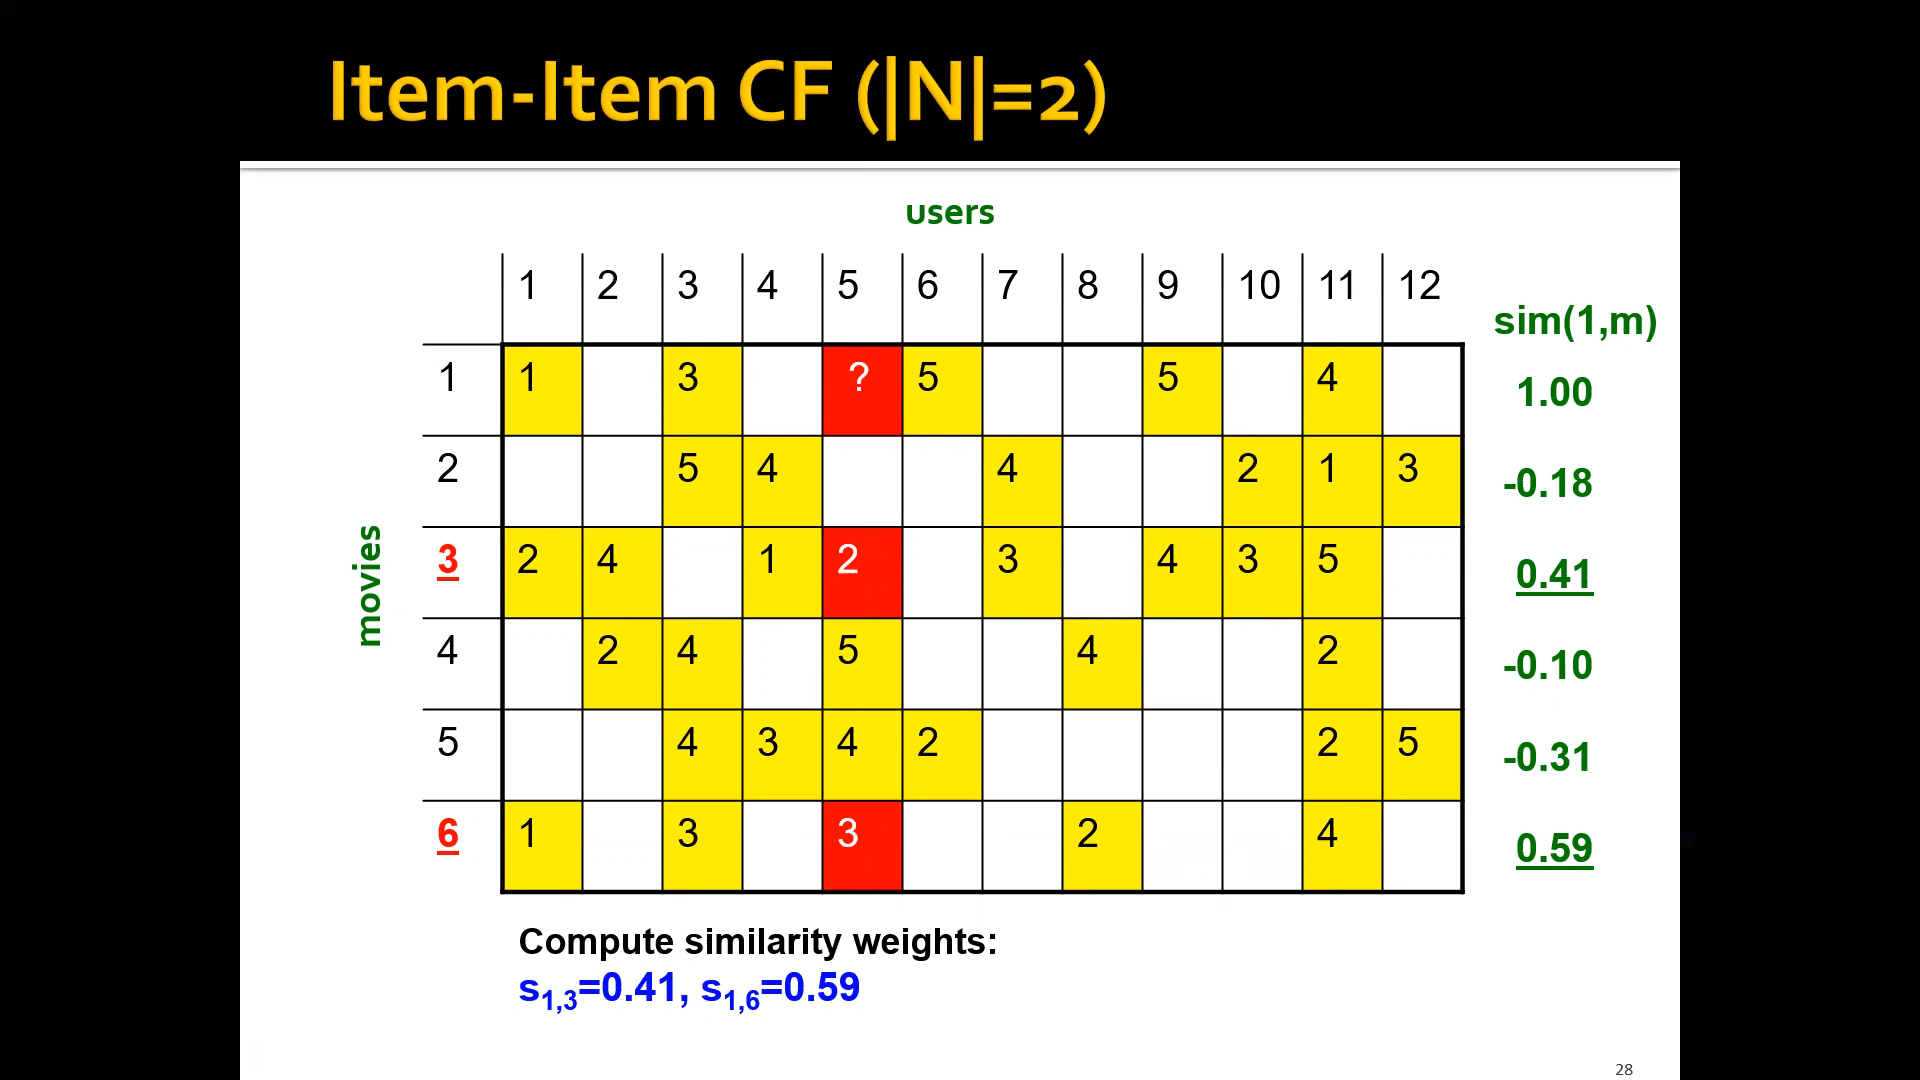 Item-Item CF (|N|=2)
users
1 2 3 4 5 6 7 8 9 10 11 12
sim(1,m)
1 1 3 ? 5 5 4 1.00
2 5 4 4 2 1 3 -0.18
3 2 4 1 2 3 4 3 5 0.41
4 2 4 5 4 2 -0.10
5 4 3 4 2 2 5 -0.31
6 1 3 3 2 4 0.59
movies
Compute similarity weights:
s1,3=0.41, s1,6=0.59
28